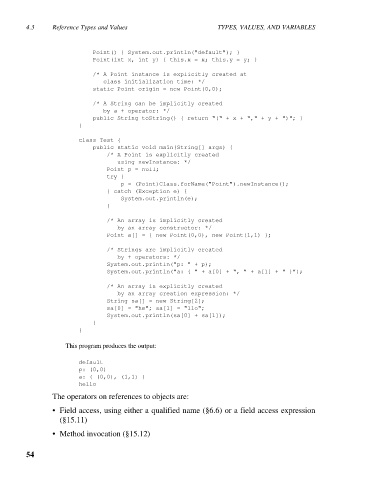 4.3 Reference Types and Values TYPES, VALUES, AND VARIABLES
Point() { System.out.println("default"); }
Point(int x, int y) { this.x = x; this.y = y; }
/* A Point instance is explicitly created at
class initialization time: */
static Point origin = new Point(0,0);
/* A String can be implicitly created
by a + operator: */
public String toString() { return "(" + x + "," + y + ")"; }
}
class Test {
public static void main(String[] args) {
/* A Point is explicitly created
using newInstance: */
Point p = null;
try {
p = (Point)Class.forName("Point").newInstance();
} catch (Exception e) {
System.out.println(e);
}
/* An array is implicitly created
by an array constructor: */
Point a[] = { new Point(0,0), new Point(1,1) };
/* Strings are implicitly created
by + operators: */
System.out.println("p: " + p);
System.out.println("a: { " + a[0] + ", " + a[1] + " }");
/* An array is explicitly created
by an array creation expression: */
String sa[] = new String[2];
sa[0] = "he"; sa[1] = "llo";
System.out.println(sa[0] + sa[1]);
}
}
This program produces the output:
default
p: (0,0)
a: { (0,0), (1,1) }
hello
The operators on references to objects are:
• Field access, using either a qualified name (§6.6) or a field access expression
(§15.11)
• Method invocation (§15.12)
54